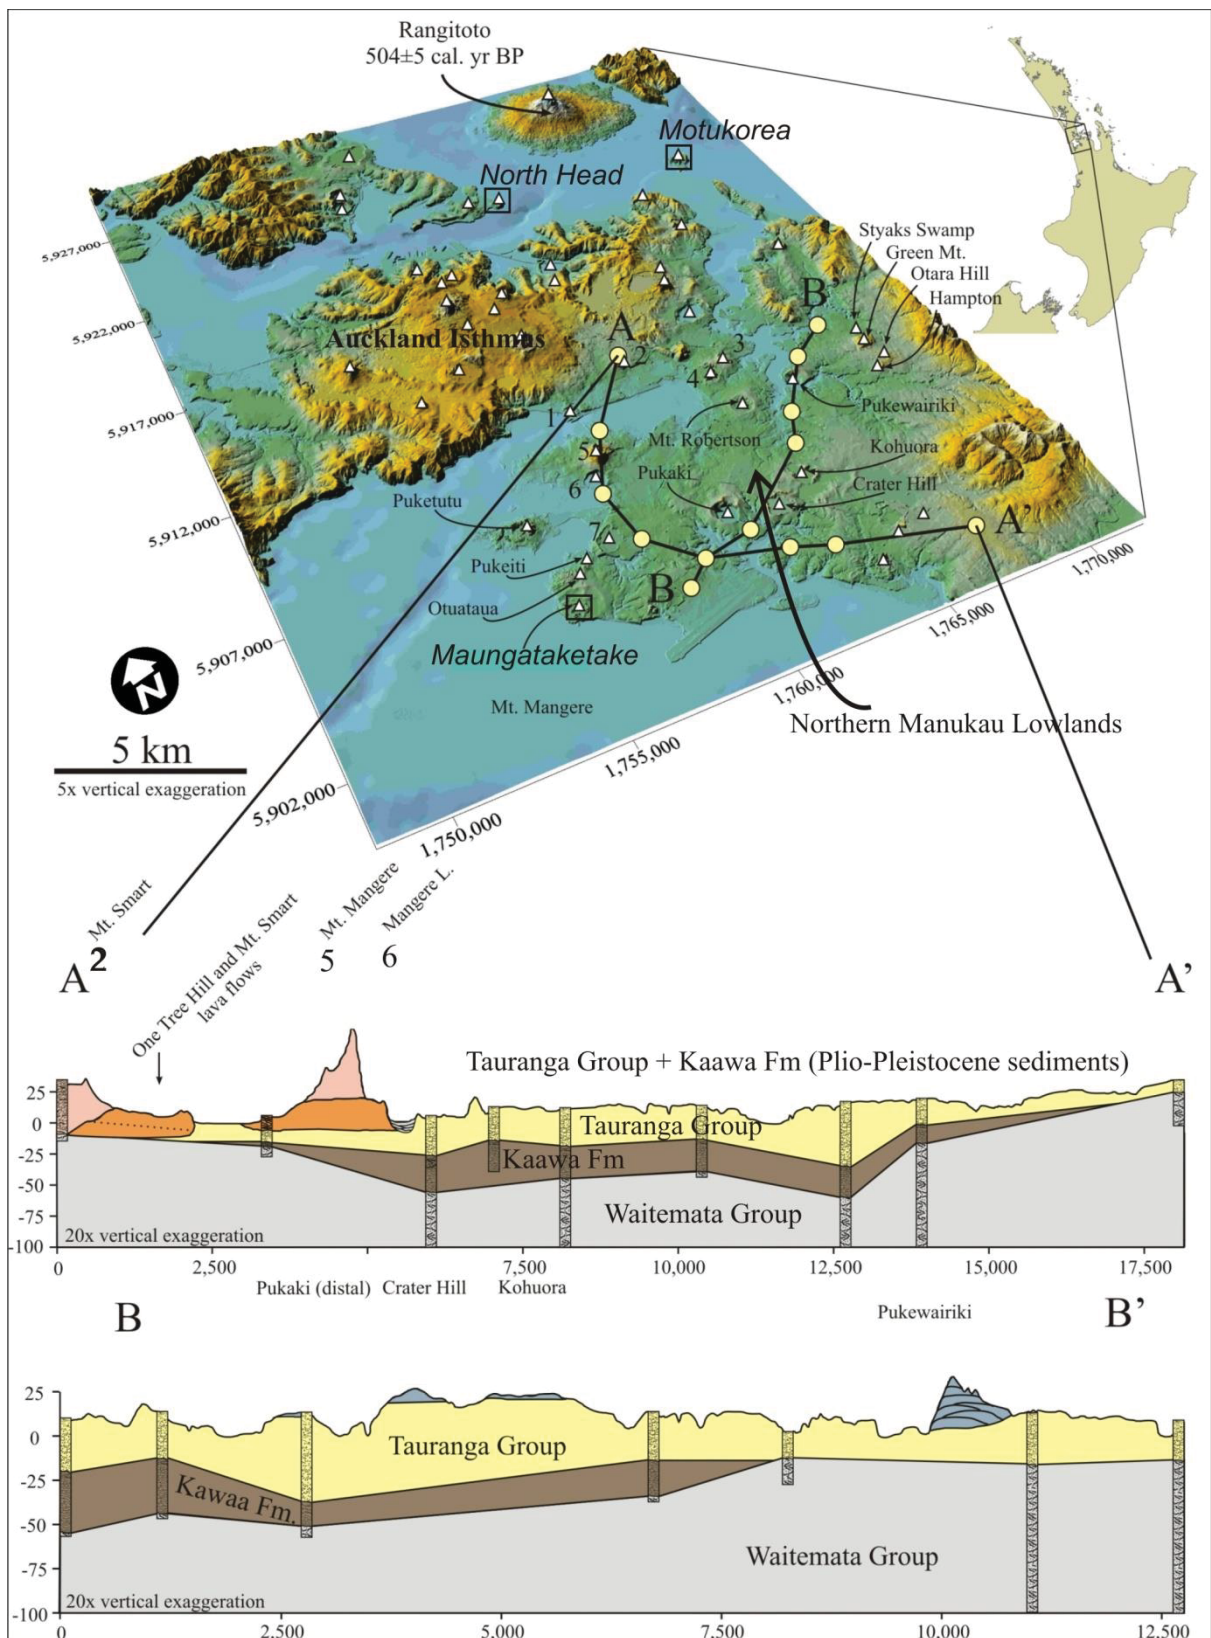 Rangitoto
504±5 cal. yr BP
Motukorea
North Head
Styaks Swamp
Green Mt.
Otara Hill
Hampton
B’
A
Auckland Isthmus
2
3
4
1
Pukewairiki
Mt. Robertson
Kohuora
5
Pukaki
Crater Hill
6
Puketutu
A’
7
Pukeiti
B
Otuataua
Maungataketake
Mt. Mangere
Northern Manukau Lowlands
5,927,000
5,922,000
5,917,000
5,912,000
5,907,000
5,902,000
1,750,000
1,755,000
1,760,000
1,765,000
1,770,000
N
5 km
5x vertical exaggeration
Mt. Smart
2
A
One Tree Hill and Mt. Smart
lava flows
Mt. Mangere
5
Mangere L.
6
A’
Tauranga Group + Kaawa Fm (Plio-Pleistocene sediments)
25
0
-25
-50
-75
-100
Tauranga Group
Kaawa Fm
Waitemata Group
20x vertical exaggeration
0
2,500
7,500
10,000
12,500
15,000
17,500
Pukaki (distal)
Crater Hill
Kohuora
Pukewairiki
B
B’
25
0
-25
-50
-75
-100
Tauranga Group
Kawaa Fm.
Waitemata Group
20x vertical exaggeration
0
2,500
5,000
7,500
10,000
12,500